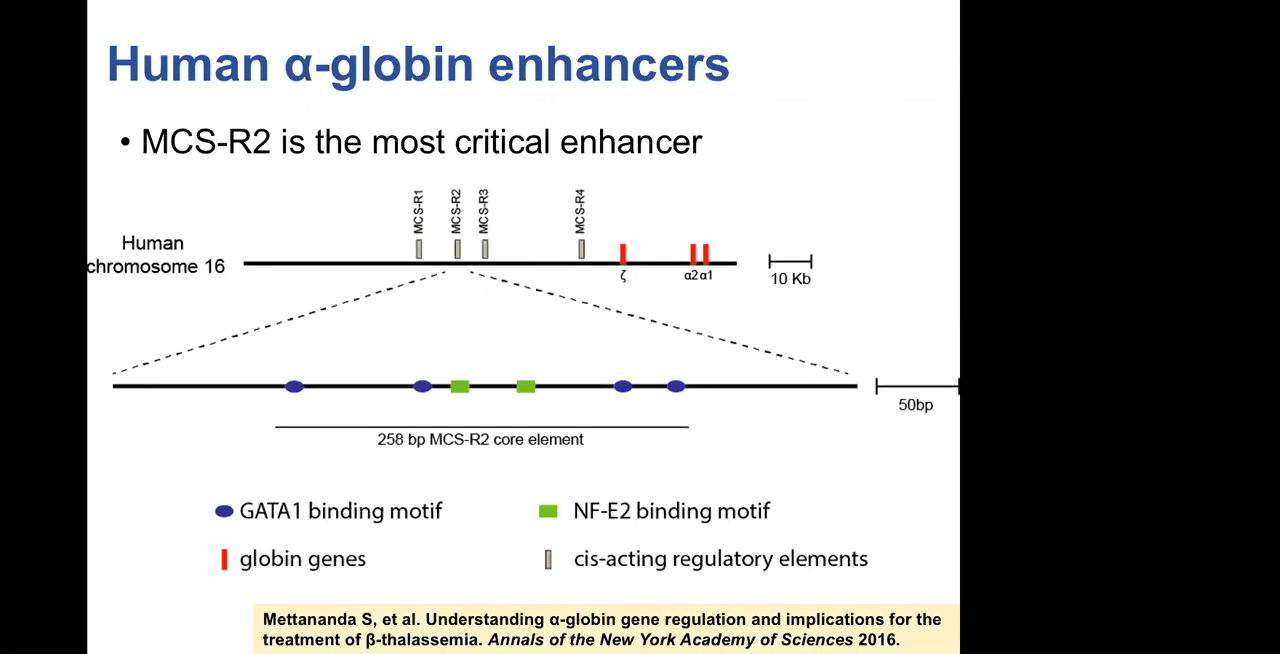 Human α-globin enhancers
• MCS-R2 is the most critical enhancer
MCS-R1
MCS-R2
MCS-R3
MCS-R4
Human
chromosome 16
ζ
α2 α1
10 Kb
50bp
258 bp MCS-R2 core element
GATA1 binding motif
NF-E2 binding motif
globin genes
cis-acting regulatory elements
Mettananda S, et al. Understanding α-globin gene regulation and implications for the
treatment of β-thalassemia. Annals of the New York Academy of Sciences 2016.